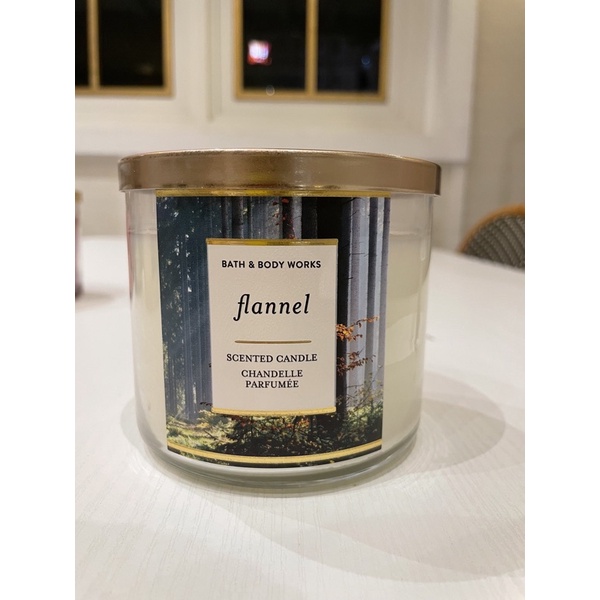 BATH & BODY WORKS
flannel
SCENTED CANDLE
CHANDELLE
PARFUMÉE